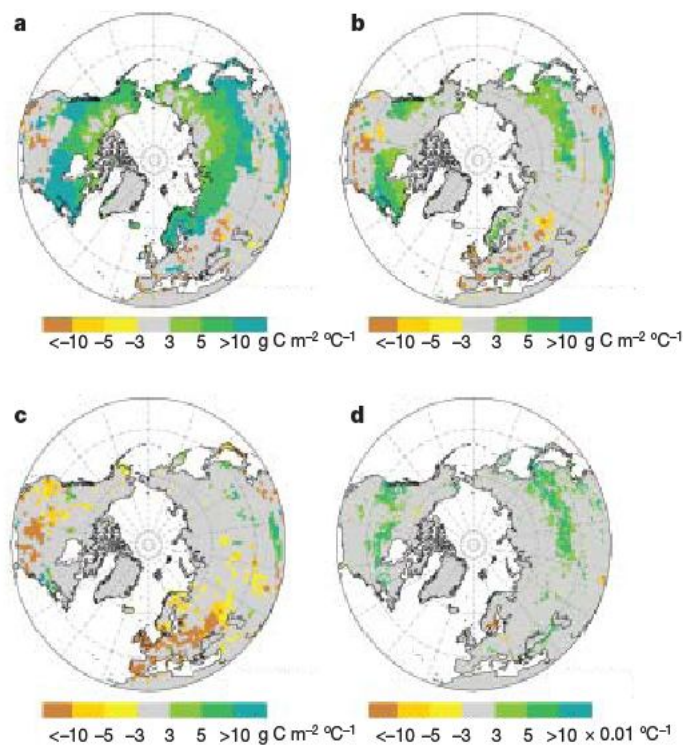 a
b
<–10 –5 –3 3 5 >10 g C m⁻² °C⁻¹
<–10 –5 –3 3 5 >10 g C m⁻² °C⁻¹
c
d
<–10 –5 –3 3 5 >10 g C m⁻² °C⁻¹
<–10 –5 –3 3 5 >10 × 0.01 °C⁻¹